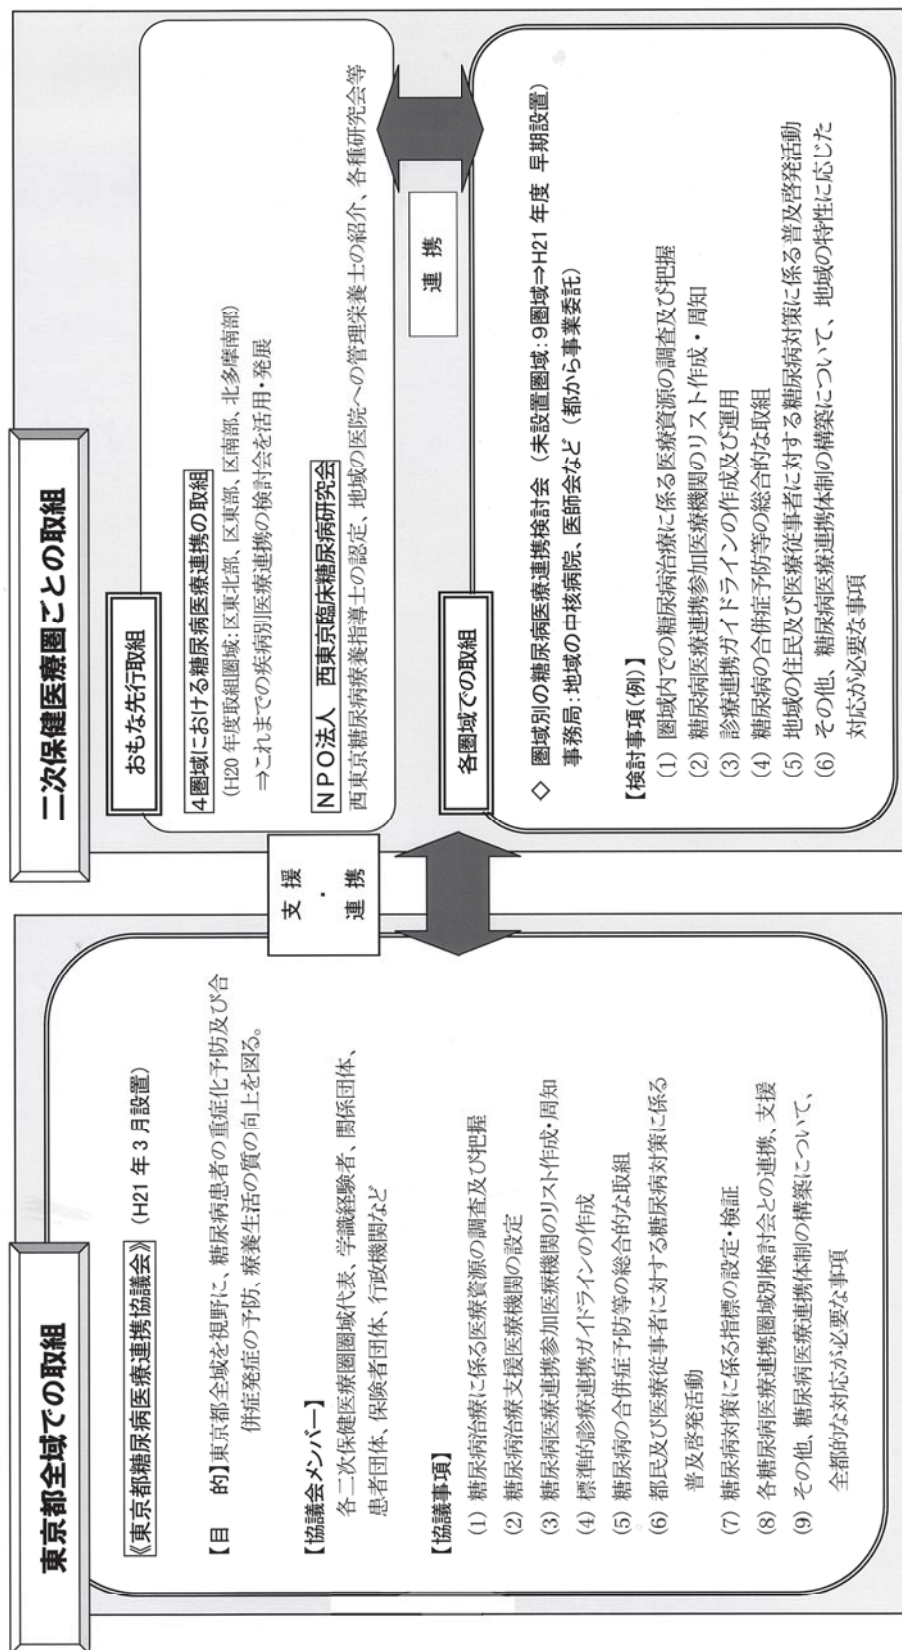 東京都全域での取組
《東京都糖尿病医療連携協議会》 (H21年3月設置)
【目　的】東京都全域を視野に、糖尿病患者の重症化予防及び合
併症発症の予防、療養生活の質の向上を図る。
【協議会メンバー】
各二次保健医療圏圏域代表、学識経験者、関係団体、
患者団体、保険者団体、行政機関など
【協議事項】
(1) 糖尿病治療に係る医療資源の調査及び把握
(2) 糖尿病治療支援医療機関の設定
(3) 糖尿病医療連携参加医療機関のリスト作成・周知
(4) 標準的診療連携ガイドラインの作成
(5) 糖尿病の合併症予防等の総合的な取組
(6) 都民及び医療従事者に対する糖尿病対策に係る
普及啓発活動
(7) 糖尿病対策に係る指標の設定・検証
(8) 各糖尿病医療連携圏域別検討会との連携、支援
(9) その他、糖尿病医療連携体制の構築について、
全都的な対応が必要な事項
支援
・
連携
二次保健医療圏ごとの取組
おもな先行取組
4圏域における糖尿病医療連携の取組
(H20年度取組圏域:区東北部、区東部、区南部、北多摩南部)
⇒これまでの疾病別医療連携の検討会を活用・発展
NPO法人　西東京臨床糖尿病研究会
西東京糖尿病療養指導士の認定、地域の医院への管理栄養士の紹介、各種研究会等
連携
各圏域での取組
◇ 圏域別の糖尿病医療連携検討会 (未設置圏域:9圏域⇒H21年度 早期設置)
事務局:地域の中核病院、医師会など (都から事業委託)
【検討事項(例)】
(1) 圏域内での糖尿病治療に係る医療資源の調査及び把握
(2) 糖尿病医療連携参加医療機関のリスト作成・周知
(3) 診療連携ガイドラインの作成及び運用
(4) 糖尿病の合併症予防等の総合的な取組
(5) 地域の住民及び医療従事者に対する糖尿病対策に係る普及啓発活動
(6) その他、糖尿病医療連携体制の構築について、地域の特性に応じた
対応が必要な事項